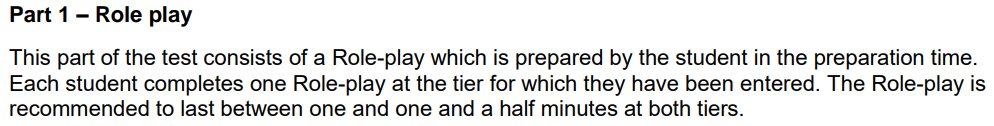 Part 1 – Role play
This part of the test consists of a Role-play which is prepared by the student in the preparation time.
Each student completes one Role-play at the tier for which they have been entered. The Role-play is
recommended to last between one and one and a half minutes at both tiers.